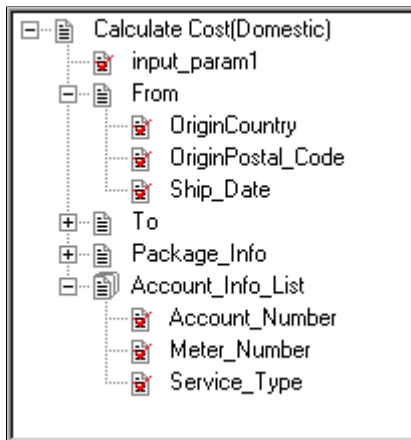 Calculate Cost(Domestic)
input_param1
From
OriginCountry
OriginPostal_Code
Ship_Date
To
Package_Info
Account_Info_List
Account_Number
Meter_Number
Service_Type